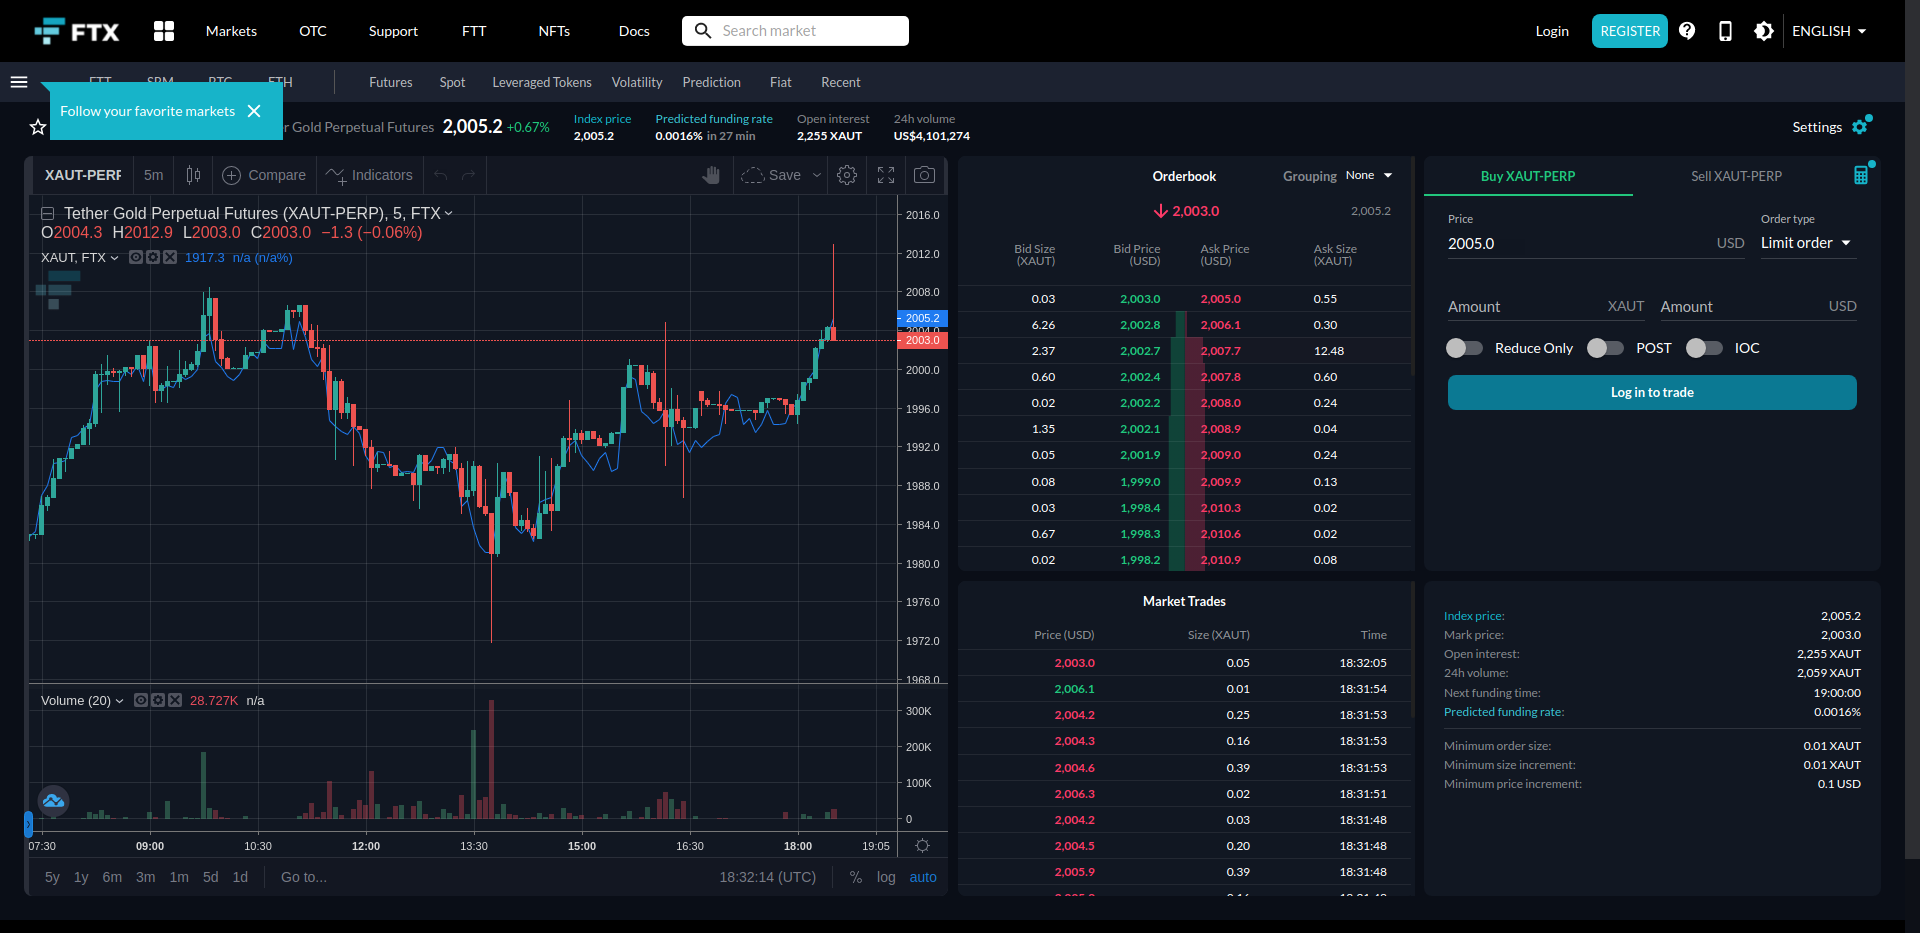 FTX Markets OTC Support FTT NFTs Docs Search market Login REGISTER ENGLISH
FTT SRM BTC ETH Futures Spot Leveraged Tokens Volatility Prediction Fiat Recent
Follow your favorite markets
Gold Perpetual Futures 2,005.2 +0.67%
Index price
2,005.2
Predicted funding rate
0.0016% in 27 min
Open interest
2,255 XAUT
24h volume
US$4,101,274
Settings
XAUT-PERP 5m Compare Indicators Save
Tether Gold Perpetual Futures (XAUT-PERP), 5, FTX
O2004.3 H2012.9 L2003.0 C2003.0 −1.3 (−0.06%)
XAUT, FTX 1917.3 n/a (n/a%)
2016.0
2012.0
2008.0
2005.2
2004.0
2003.0
2000.0
1996.0
1992.0
1988.0
1984.0
1980.0
1976.0
1972.0
1968.0
Volume (20) 28.727K n/a
300K
200K
100K
0
07:30 09:00 10:30 12:00 13:30 15:00 16:30 18:00 19:05
5y 1y 6m 3m 1m 5d 1d Go to... 18:32:14 (UTC) % log auto
Orderbook Grouping None
2,003.0 2,005.2
Bid Size (XAUT) Bid Price (USD) Ask Price (USD) Ask Size (XAUT)
0.03 2,003.0 2,005.0 0.55
6.26 2,002.8 2,006.1 0.30
2.37 2,002.7 2,007.7 12.48
0.60 2,002.4 2,007.8 0.60
0.02 2,002.2 2,008.0 0.24
1.35 2,002.1 2,008.9 0.04
0.05 2,001.9 2,009.0 0.24
0.08 1,999.0 2,009.9 0.13
0.03 1,998.4 2,010.3 0.02
0.67 1,998.3 2,010.6 0.02
0.02 1,998.2 2,010.9 0.08
Market Trades
Price (USD) Size (XAUT) Time
2,003.0 0.05 18:32:05
2,006.1 0.01 18:31:54
2,004.2 0.25 18:31:53
2,004.3 0.16 18:31:53
2,004.6 0.39 18:31:53
2,006.3 0.02 18:31:51
2,004.2 0.03 18:31:48
2,004.5 0.20 18:31:48
2,005.9 0.39 18:31:48
Buy XAUT-PERP Sell XAUT-PERP
Price Order type
2005.0 USD Limit order
Amount XAUT Amount USD
Reduce Only POST IOC
Log in to trade
Index price: 2,005.2
Mark price: 2,003.0
Open interest: 2,255 XAUT
24h volume: 2,059 XAUT
Next funding time: 19:00:00
Predicted funding rate: 0.0016%
Minimum order size: 0.01 XAUT
Minimum size increment: 0.01 XAUT
Minimum price increment: 0.1 USD